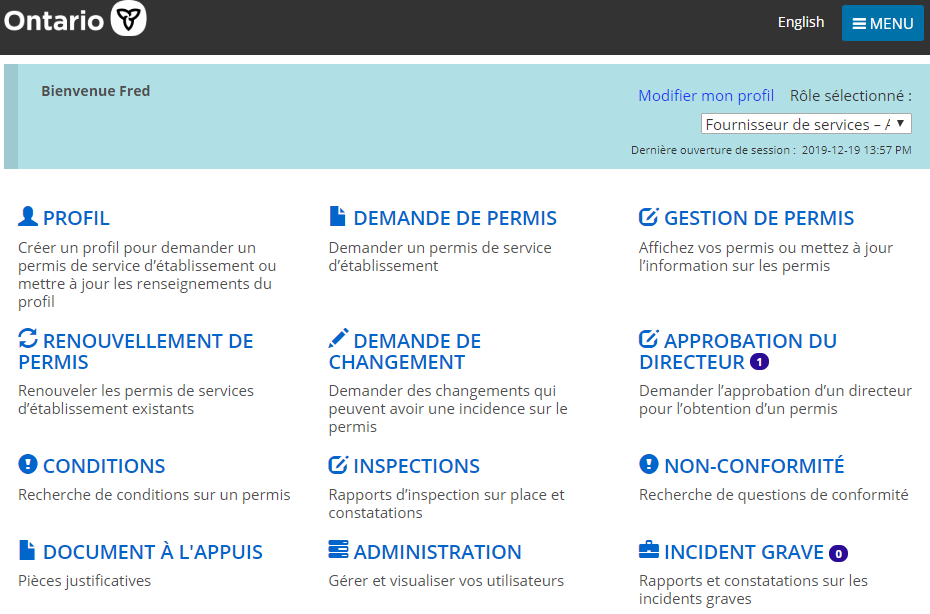 Ontario
English
MENU
Bienvenue Fred
Modifier mon profil Rôle sélectionné :
Fournisseur de services –
Dernière ouverture de session : 2019-12-19 13:57 PM
PROFIL
Créer un profil pour demander un
permis de service d’établissement ou
mettre à jour les renseignements du
profil
DEMANDE DE PERMIS
Demander un permis de service
d’établissement
GESTION DE PERMIS
Affichez vos permis ou mettez à jour
l’information sur les permis
RENOUVELLEMENT DE
PERMIS
Renouveler les permis de services
d’établissement existants
DEMANDE DE
CHANGEMENT
Demander des changements qui
peuvent avoir une incidence sur le
permis
APPROBATION DU
DIRECTEUR 1
Demander l’approbation d’un directeur
pour l’obtention d’un permis
CONDITIONS
Recherche de conditions sur un permis
INSPECTIONS
Rapports d’inspection sur place et
constatations
NON-CONFORMITÉ
Recherche de questions de conformité
DOCUMENT À L'APPUIS
Pièces justificatives
ADMINISTRATION
Gérer et visualiser vos utilisateurs
INCIDENT GRAVE 0
Rapports et constatations sur les
incidents graves